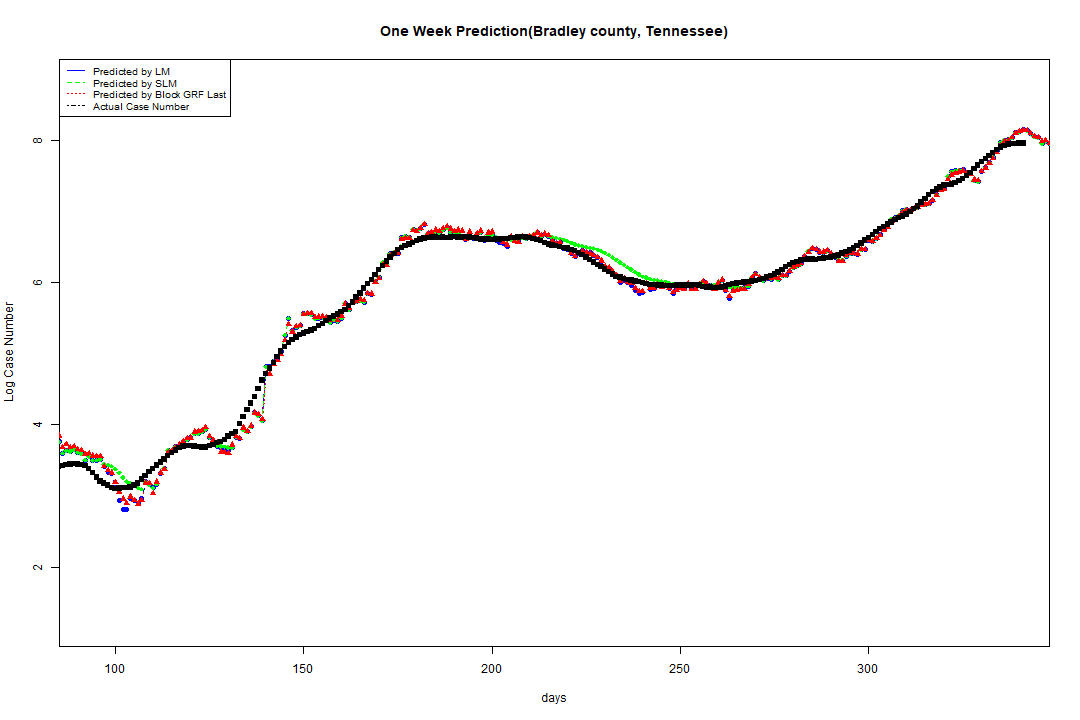 One Week Prediction(Bradley county, Tennessee)
Predicted by LM
Predicted by SLM
Predicted by Block GRF Last
Actual Case Number
8
6
4
2
Log Case Number
100 150 200 250 300
days